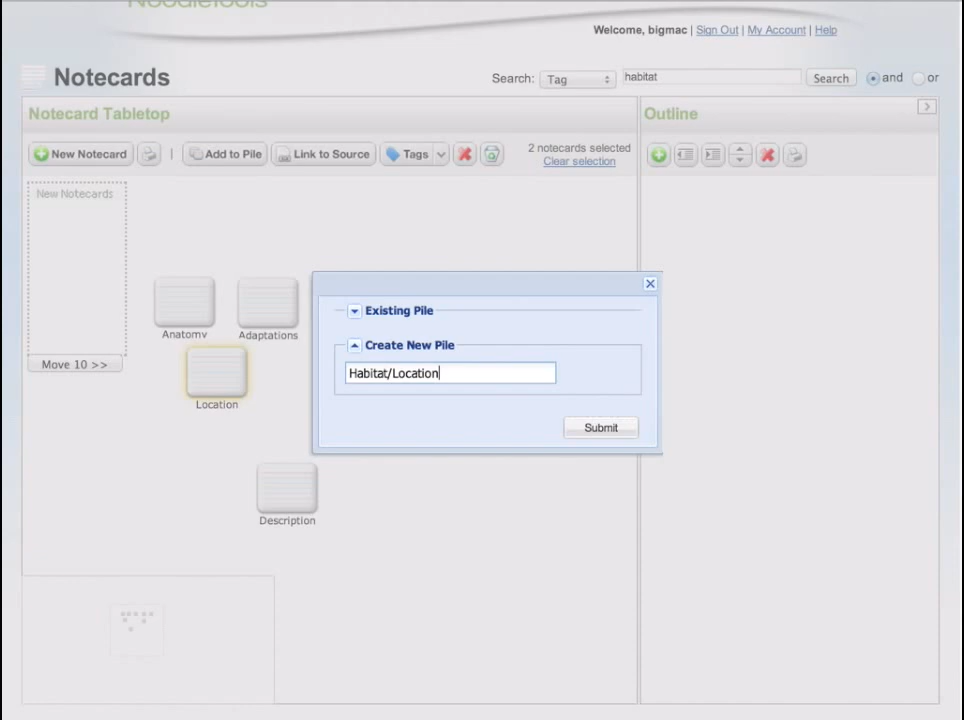 NoodleTools
Welcome, bigmac | Sign Out | My Account | Help
Notecards
Search: Tag habitat Search and or
Notecard Tabletop
Outline
New Notecard | Add to Pile Link to Source Tags
2 notecards selected
Clear selection
New Notecards
Move 10 >>
Anatomy
Adaptations
Location
Description
Existing Pile
Create New Pile
Habitat/Location
Submit